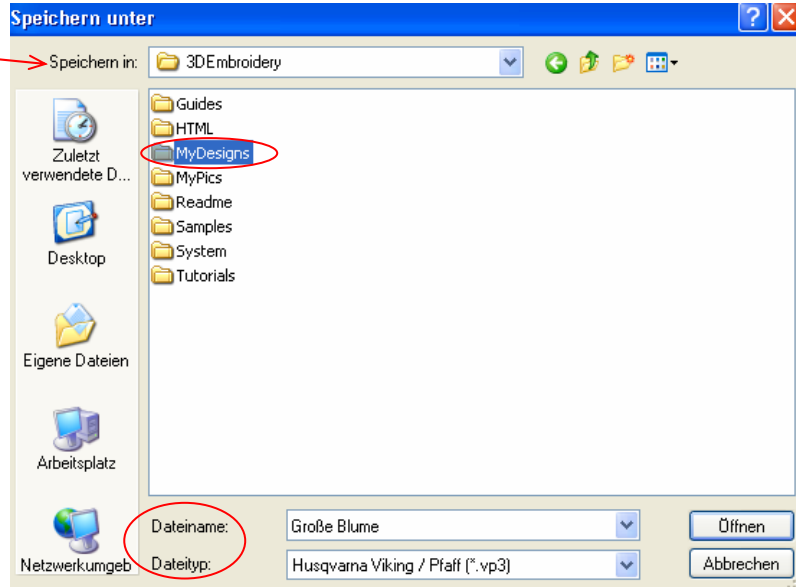 Speichern unter
Speichern in: 3DEmbroidery
Zuletzt
verwendete D...
Desktop
Eigene Dateien
Arbeitsplatz
Netzwerkumgeb
Guides
HTML
MyDesigns
MyPics
Readme
Samples
System
Tutorials
Dateiname: Große Blume Öffnen
Dateityp: Husqvarna Viking / Pfaff (*.vp3) Abbrechen